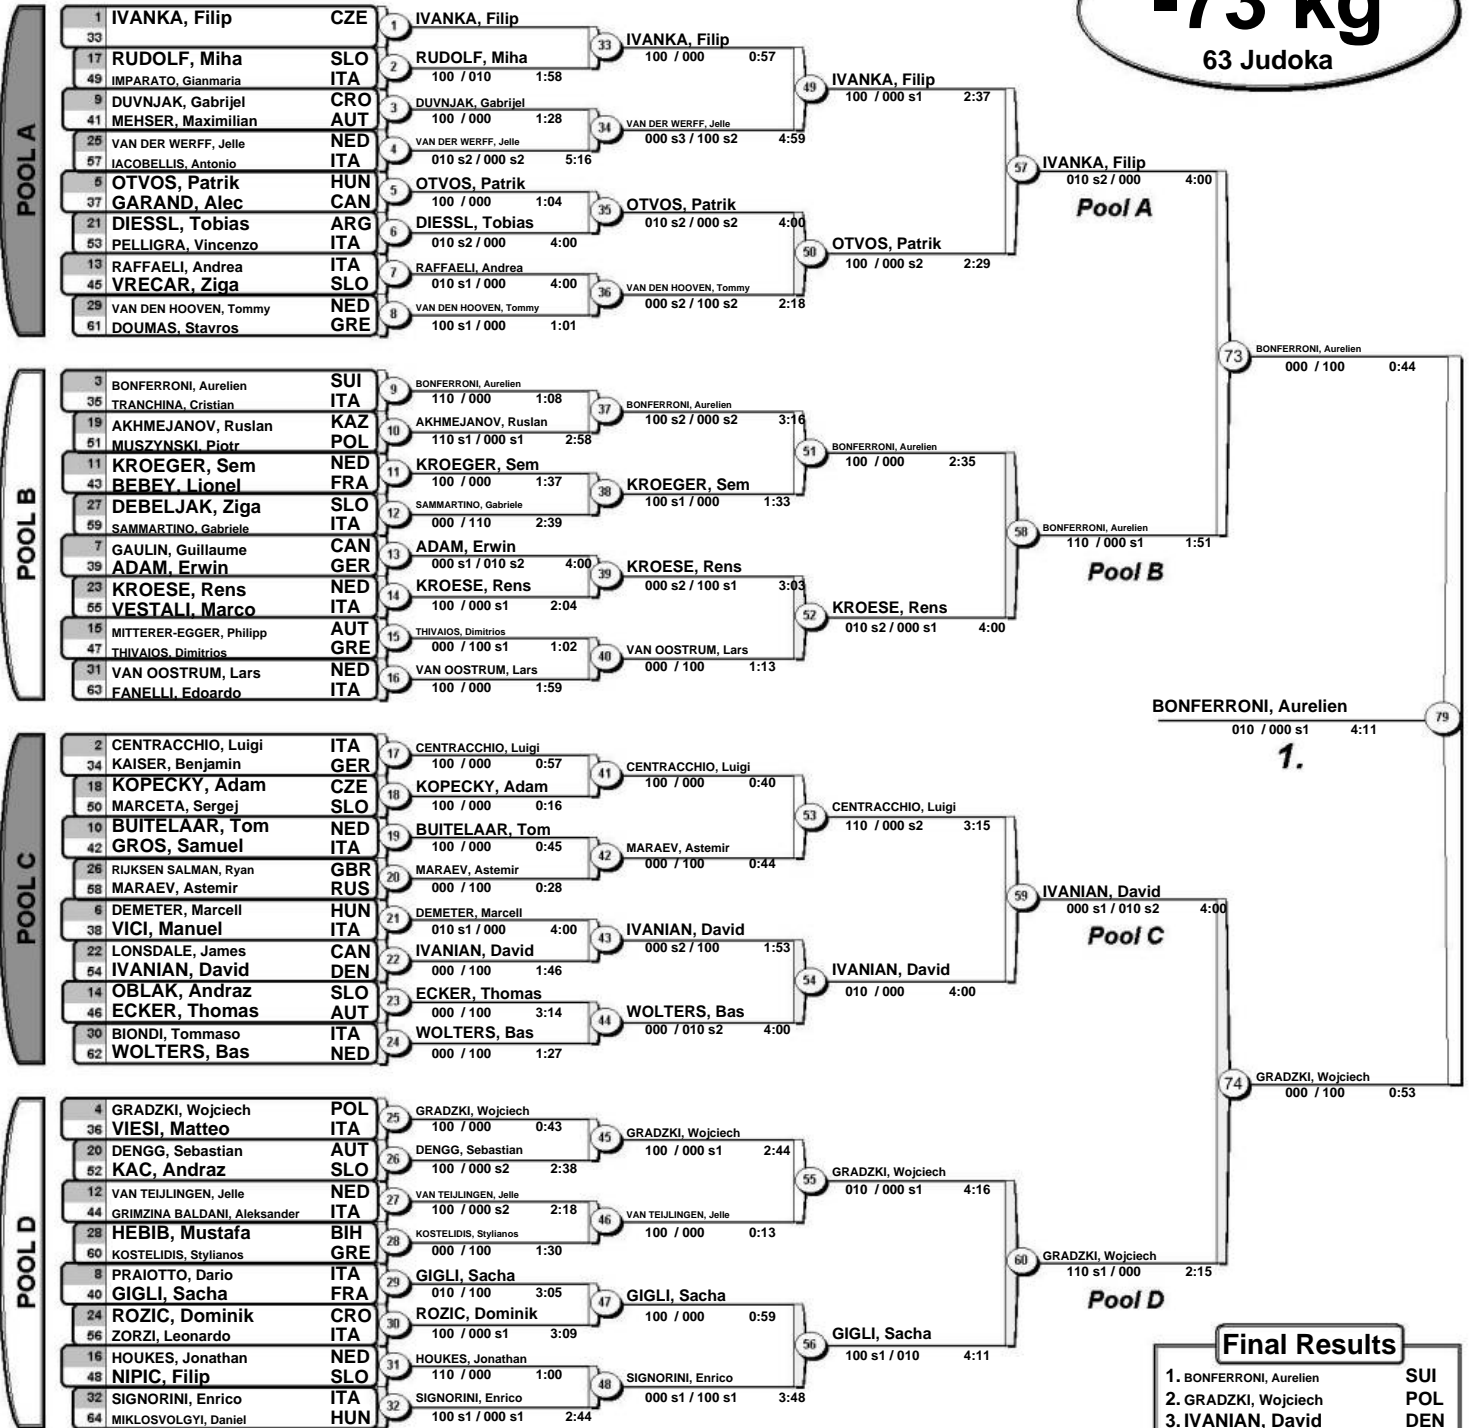 -73 kg
63 Judoka
POOL A
1 IVANKA, Filip CZE
33
17 RUDOLF, Miha SLO
49 IMPARATO, Gianmaria ITA
9 DUVNJAK, Gabrijel CRO
41 MEHSER, Maximilian AUT
25 VAN DER WERFF, Jelle NED
57 IACOBELLIS, Antonio ITA
5 OTVOS, Patrik HUN
37 GARAND, Alec CAN
21 DIESSL, Tobias ARG
53 PELLIGRA, Vincenzo ITA
13 RAFFAELI, Andrea ITA
45 VRECAR, Ziga SLO
29 VAN DEN HOOVEN, Tommy NED
61 DOUMAS, Stavros GRE
1 IVANKA, Filip
2 RUDOLF, Miha
100 / 010 1:58
3 DUVNJAK, Gabrijel
100 / 000 1:28
4 VAN DER WERFF, Jelle
010 s2 / 000 s2 5:16
5 OTVOS, Patrik
100 / 000 1:04
6 DIESSL, Tobias
010 s2 / 000 4:00
7 RAFFAELI, Andrea
010 s1 / 000 4:00
8 VAN DEN HOOVEN, Tommy
100 s1 / 000 1:01
33 IVANKA, Filip
100 / 000 0:57
34 VAN DER WERFF, Jelle
000 s3 / 100 s2 4:59
35 OTVOS, Patrik
010 s2 / 000 s2 4:00
36 VAN DEN HOOVEN, Tommy
000 s2 / 100 s2 2:18
49 IVANKA, Filip
100 / 000 s1 2:37
50 OTVOS, Patrik
100 / 000 s2 2:29
57 IVANKA, Filip
010 s2 / 000 4:00
Pool A
POOL B
3 BONFERRONI, Aurelien SUI
35 TRANCHINA, Cristian ITA
19 AKHMEJANOV, Ruslan KAZ
51 MUSZYNSKI, Piotr POL
11 KROEGER, Sem NED
43 BEBEY, Lionel FRA
27 DEBELJAK, Ziga SLO
59 SAMMARTINO, Gabriele ITA
7 GAULIN, Guillaume CAN
39 ADAM, Erwin GER
23 KROESE, Rens NED
55 VESTALI, Marco ITA
15 MITTERER-EGGER, Philipp AUT
47 THIVAIOS, Dimitrios GRE
31 VAN OOSTRUM, Lars NED
63 FANELLI, Edoardo ITA
9 BONFERRONI, Aurelien
110 / 000 1:08
10 AKHMEJANOV, Ruslan
110 s1 / 000 s1 2:58
11 KROEGER, Sem
100 / 000 1:37
12 SAMMARTINO, Gabriele
000 / 110 2:39
13 ADAM, Erwin
000 s1 / 010 s2 4:00
14 KROESE, Rens
100 / 000 s1 2:04
15 THIVAIOS, Dimitrios
000 / 100 s1 1:02
16 VAN OOSTRUM, Lars
100 / 000 1:59
37 BONFERRONI, Aurelien
100 s2 / 000 s2 3:16
38 KROEGER, Sem
100 s1 / 000 1:33
39 KROESE, Rens
000 s2 / 100 s1 3:03
40 VAN OOSTRUM, Lars
000 / 100 1:13
51 BONFERRONI, Aurelien
100 / 000 2:35
52 KROESE, Rens
010 s2 / 000 s1 4:00
58 BONFERRONI, Aurelien
110 / 000 s1 1:51
Pool B
73 BONFERRONI, Aurelien
000 / 100 0:44
BONFERRONI, Aurelien 79
010 / 000 s1 4:11
1.
POOL C
2 CENTRACCHIO, Luigi ITA
34 KAISER, Benjamin GER
18 KOPECKY, Adam CZE
50 MARCETA, Sergej SLO
10 BUITELAAR, Tom NED
42 GROS, Samuel ITA
26 RIJKSEN SALMAN, Ryan GBR
58 MARAEV, Astemir RUS
6 DEMETER, Marcell HUN
38 VICI, Manuel ITA
22 LONSDALE, James CAN
54 IVANIAN, David DEN
14 OBLAK, Andraz SLO
46 ECKER, Thomas AUT
30 BIONDI, Tommaso ITA
62 WOLTERS, Bas NED
17 CENTRACCHIO, Luigi
100 / 000 0:57
18 KOPECKY, Adam
100 / 000 0:16
19 BUITELAAR, Tom
100 / 000 0:45
20 MARAEV, Astemir
000 / 100 0:28
21 DEMETER, Marcell
010 s1 / 000 4:00
22 IVANIAN, David
000 / 100 1:46
23 ECKER, Thomas
000 / 100 3:14
24 WOLTERS, Bas
000 / 100 1:27
41 CENTRACCHIO, Luigi
100 / 000 0:40
42 MARAEV, Astemir
000 / 100 0:44
43 IVANIAN, David
000 s2 / 100 1:53
44 WOLTERS, Bas
000 / 010 s2 4:00
53 CENTRACCHIO, Luigi
110 / 000 s2 3:15
54 IVANIAN, David
010 / 000 4:00
59 IVANIAN, David
000 s1 / 010 s2 4:00
Pool C
POOL D
4 GRADZKI, Wojciech POL
36 VIESI, Matteo ITA
20 DENGG, Sebastian AUT
52 KAC, Andraz SLO
12 VAN TEIJLINGEN, Jelle NED
44 GRIMZINA BALDANI, Aleksander ITA
28 HEBIB, Mustafa BIH
60 KOSTELIDIS, Stylianos GRE
8 PRAIOTTO, Dario ITA
40 GIGLI, Sacha FRA
24 ROZIC, Dominik CRO
56 ZORZI, Leonardo ITA
16 HOUKES, Jonathan NED
48 NIPIC, Filip SLO
32 SIGNORINI, Enrico ITA
64 MIKLOSVOLGYI, Daniel HUN
25 GRADZKI, Wojciech
100 / 000 0:43
26 DENGG, Sebastian
100 / 000 s2 2:38
27 VAN TEIJLINGEN, Jelle
100 / 000 s2 2:18
28 KOSTELIDIS, Stylianos
000 / 100 1:30
29 GIGLI, Sacha
010 / 100 3:05
30 ROZIC, Dominik
100 / 000 s1 3:09
31 HOUKES, Jonathan
110 / 000 1:00
32 SIGNORINI, Enrico
100 s1 / 000 s1 2:44
45 GRADZKI, Wojciech
100 / 000 s1 2:44
46 VAN TEIJLINGEN, Jelle
100 / 000 0:13
47 GIGLI, Sacha
100 / 000 0:59
48 SIGNORINI, Enrico
000 s1 / 100 s1 3:48
55 GRADZKI, Wojciech
010 / 000 s1 4:16
56 GIGLI, Sacha
100 s1 / 010 4:11
60 GRADZKI, Wojciech
110 s1 / 000 2:15
Pool D
74 GRADZKI, Wojciech
000 / 100 0:53
Final Results
1. BONFERRONI, Aurelien SUI
2. GRADZKI, Wojciech POL
3. IVANIAN, David DEN